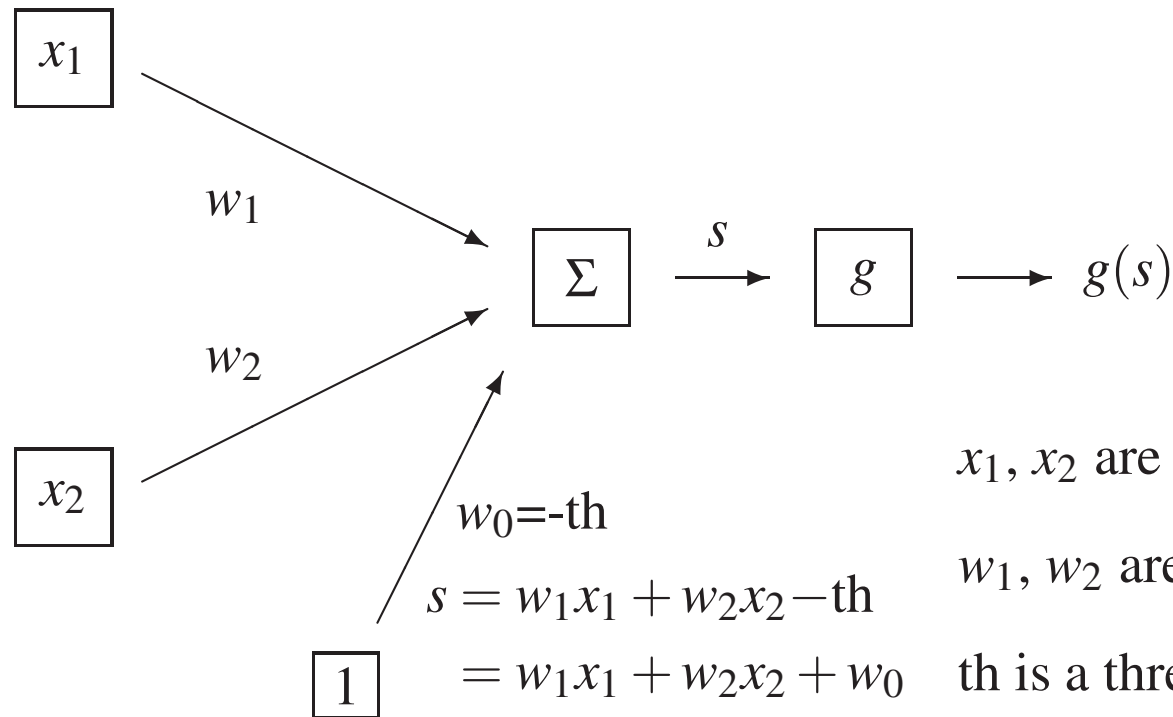 x₁
w₁
Σ
s
g
g(s)
w₂
x₂
w₀=-th
s = w₁x₁ + w₂x₂−th
= w₁x₁ + w₂x₂ + w₀
1
x₁, x₂ are
w₁, w₂ are
th is a